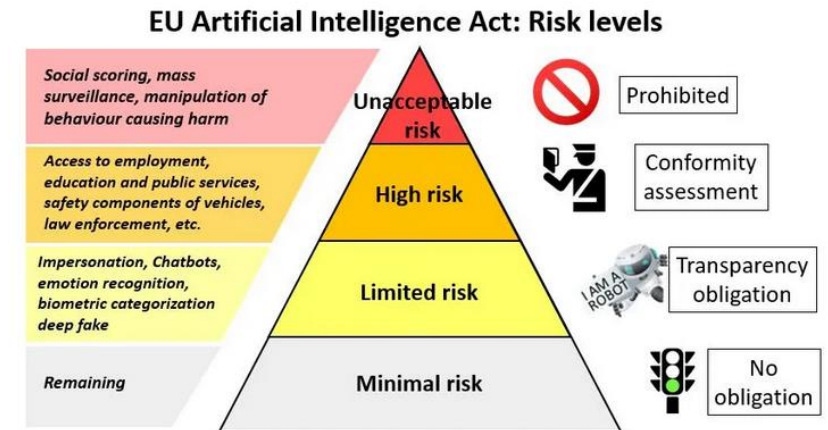 EU Artificial Intelligence Act: Risk levels
Social scoring, mass
surveillance, manipulation of
behaviour causing harm
Unacceptable
risk
Prohibited
Access to employment,
education and public services,
safety components of vehicles,
law enforcement, etc.
High risk
Conformity
assessment
Impersonation, Chatbots,
emotion recognition,
biometric categorization
deep fake
Limited risk
I AM A
ROBOT
Transparency
obligation
Remaining
Minimal risk
No
obligation